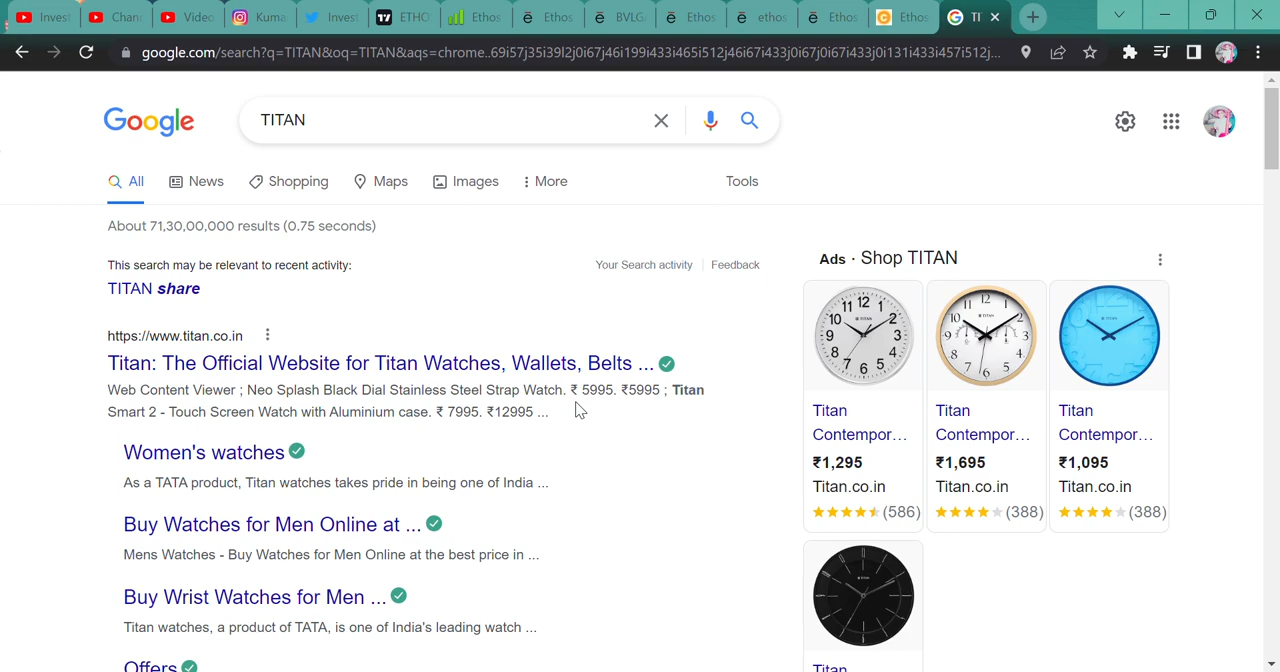 Invest
Chann
Video
Kuma
Invest
ETHO
Ethos
Ethos
BVLGA
Ethos
ethos
Ethos
Ethos
TI
google.com/search?q=TITAN&oq=TITAN&aqs=chrome..69i57j35i39l2j0i67j46i199i433i465i512j46i67i433j0i67j0i67i433j0i131i433i457i512j...
Google
TITAN
All
News
Shopping
Maps
Images
More
Tools
About 71,30,00,000 results (0.75 seconds)
This search may be relevant to recent activity:
Your Search activity
Feedback
TITAN share
https://www.titan.co.in
Titan: The Official Website for Titan Watches, Wallets, Belts ...
Web Content Viewer ; Neo Splash Black Dial Stainless Steel Strap Watch. ₹ 5995. ₹5995 ; Titan
Smart 2 - Touch Screen Watch with Aluminium case. ₹ 7995. ₹12995 ...
Women's watches
As a TATA product, Titan watches takes pride in being one of India ...
Buy Watches for Men Online at ...
Mens Watches - Buy Watches for Men Online at the best price in ...
Buy Wrist Watches for Men ...
Titan watches, a product of TATA, is one of India's leading watch ...
Offers
Ads · Shop TITAN
Titan
Contempor...
₹1,295
Titan.co.in
(586)
Titan
Contempor...
₹1,695
Titan.co.in
(388)
Titan
Contempor...
₹1,095
Titan.co.in
(388)
Titan